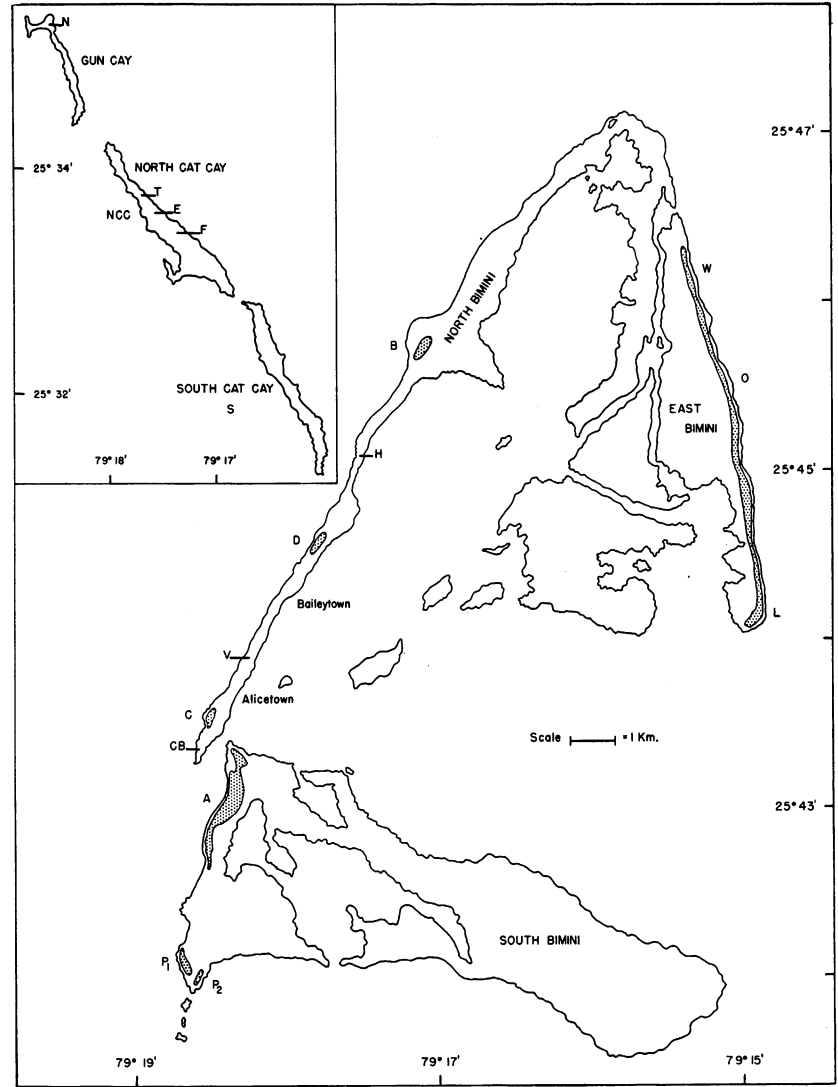 N
GUN CAY
25° 34'
NORTH CAT CAY
T
E
NCC
F
SOUTH CAT CAY
S
25° 32'
79° 18'
79° 17'
25° 47'
W
NORTH BIMINI
B
O
EAST
BIMINI
H
25° 45'
D
Baileytown
L
V
Alicetown
C
Scale = 1 Km.
CB
A
25° 43'
SOUTH BIMINI
P1
P2
79° 19'
79° 17'
79° 15'